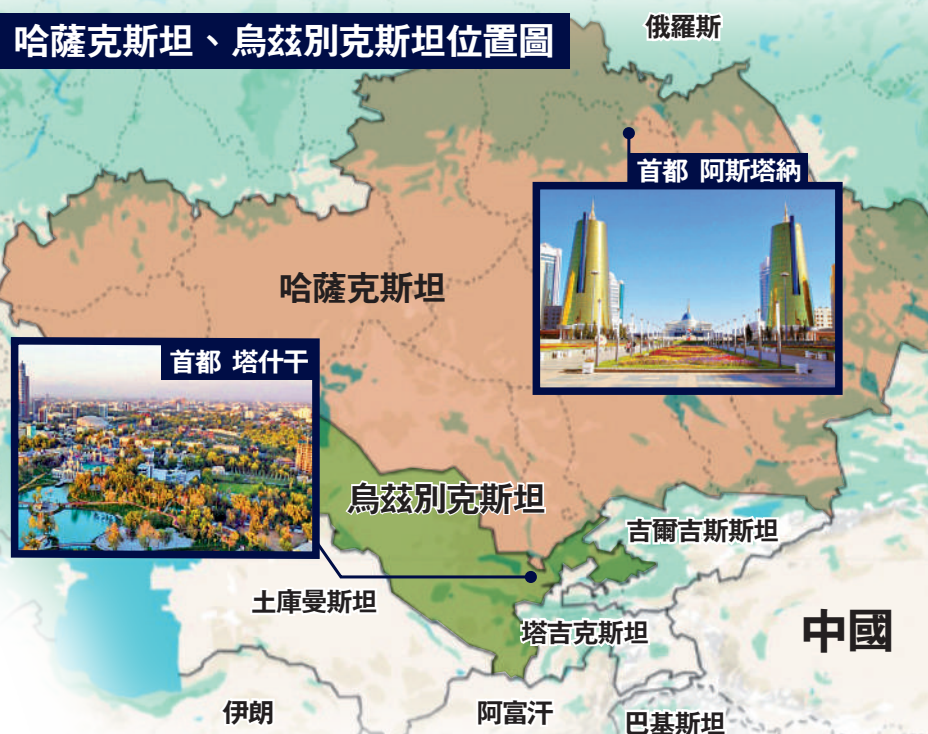 哈薩克斯坦、烏茲別克斯坦位置圖
俄羅斯
首都 阿斯塔納
哈薩克斯坦
首都 塔什干
烏茲別克斯坦
吉爾吉斯斯坦
土庫曼斯坦
塔吉克斯坦
中國
伊朗
阿富汗
巴基斯坦